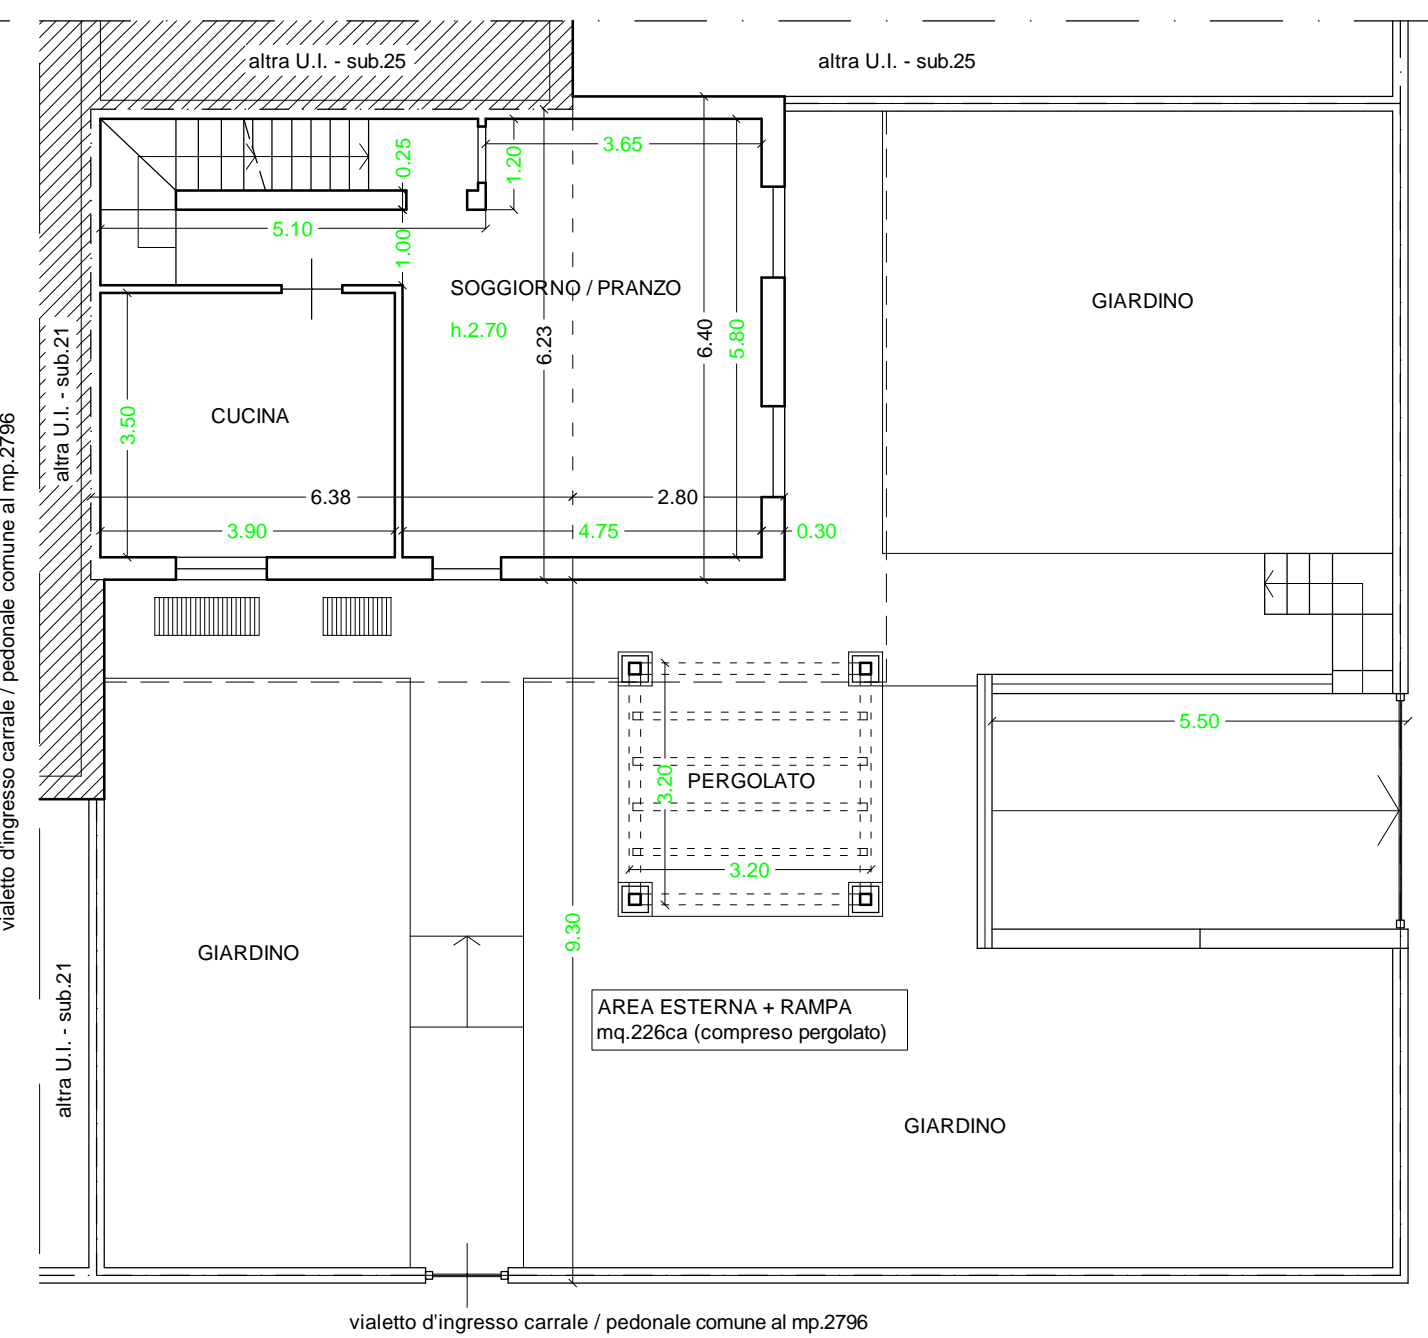 altra U.I. - sub.25
altra U.I. - sub.25
3.65
0.25
1.20
5.10
1.00
SOGGIORNO / PRANZO
h.2.70
6.23
6.40
5.80
GIARDINO
altra U.I. - sub.21
CUCINA
3.50
vialetto d'ingresso carrale / pedonale comune al mp.2796
6.38
2.80
3.90
4.75
0.30
5.50
PERGOLATO
3.20
3.20
9.30
GIARDINO
altra U.I. - sub.21
AREA ESTERNA + RAMPA
mq.226ca (compreso pergolato)
GIARDINO
vialetto d'ingresso carrale / pedonale comune al mp.2796